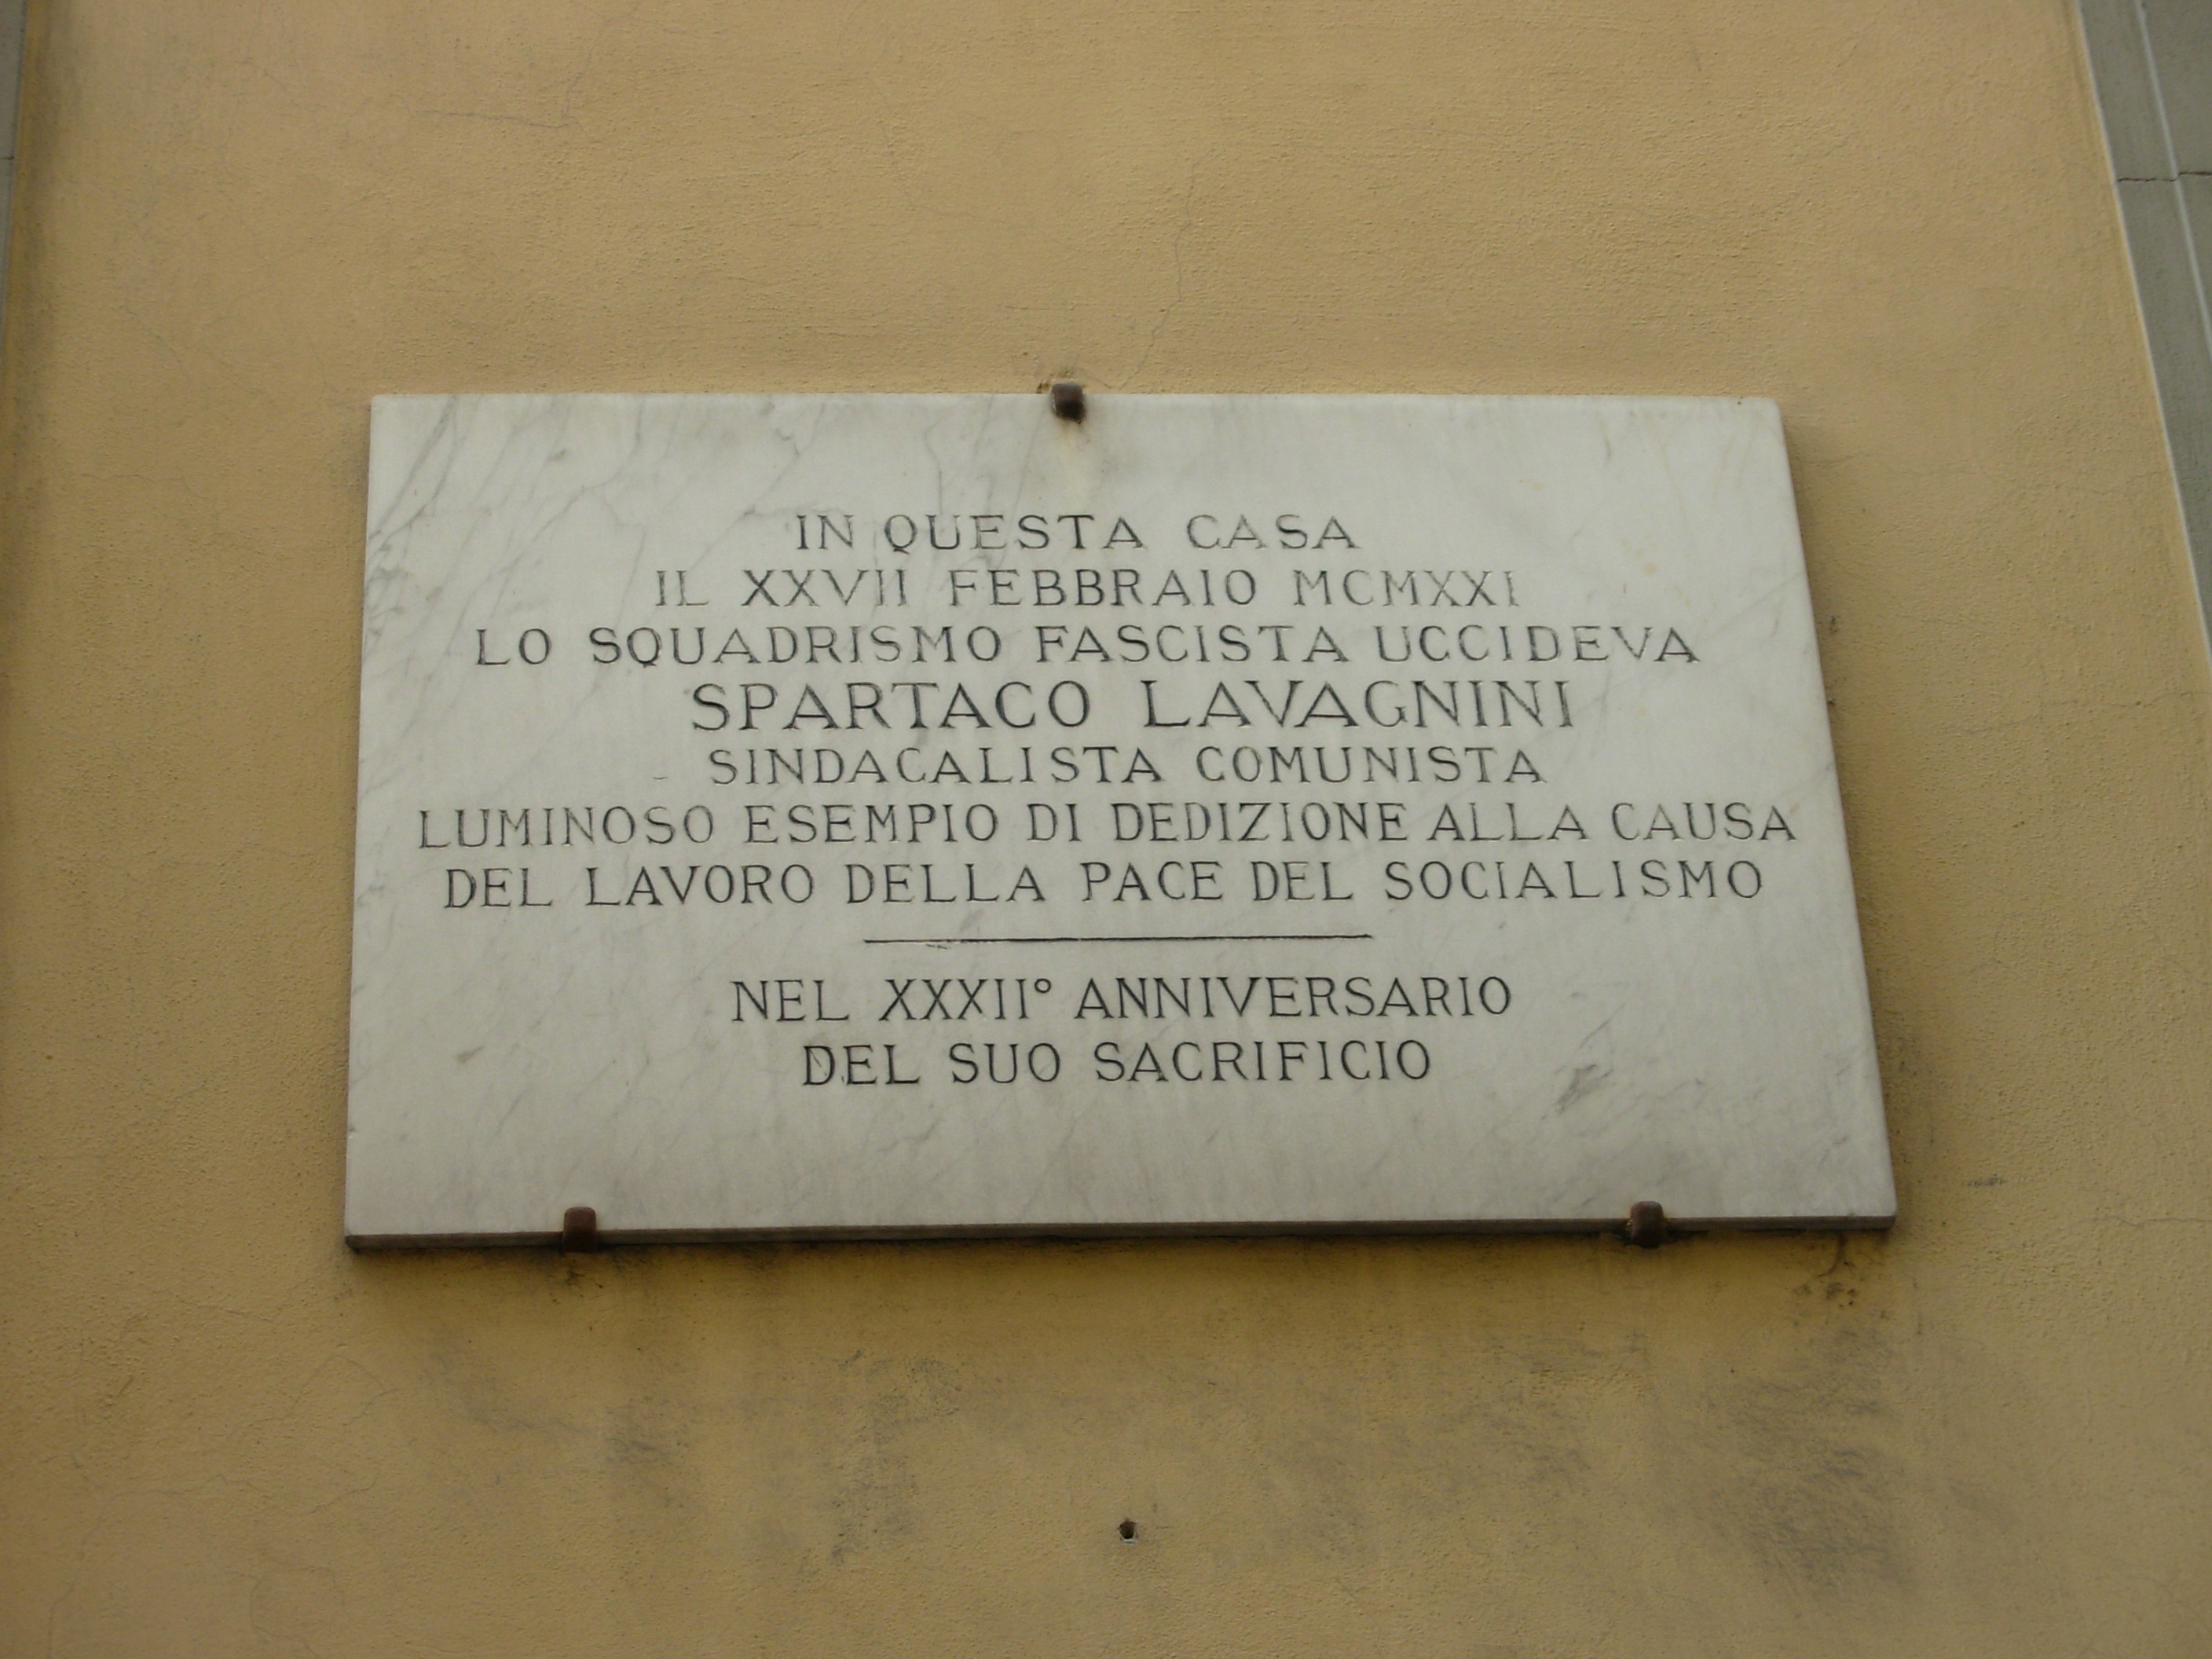 IN QUESTA CASA
IL XXVII FEBBRAIO MCMXXI
LO SQUADRISMO FASCISTA UCCIDEVA
SPARTACO LAVAGNINI
SINDACALISTA COMUNISTA
LUMINOSO ESEMPIO DI DEDIZIONE ALLA CAUSA
DEL LAVORO DELLA PACE DEL SOCIALISMO
NEL XXXII° ANNIVERSARIO
DEL SUO SACRIFICIO